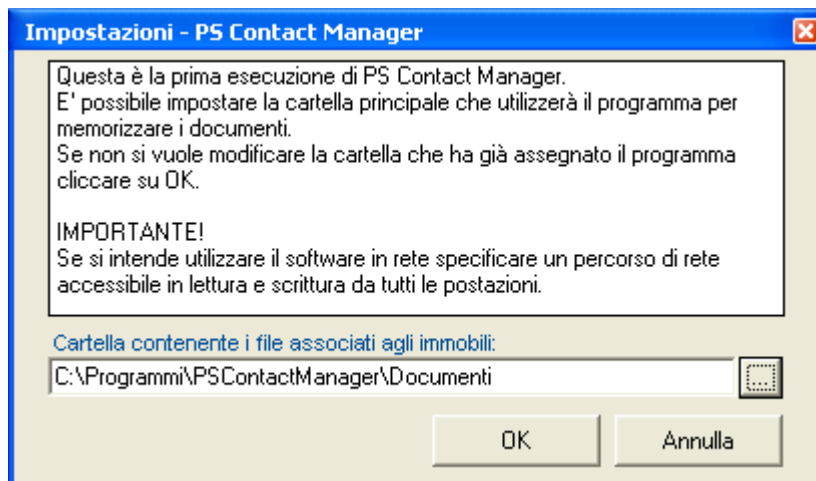 Impostazioni - PS Contact Manager
Questa è la prima esecuzione di PS Contact Manager.
E' possibile impostare la cartella principale che utilizzerà il programma per
memorizzare i documenti.
Se non si vuole modificare la cartella che ha già assegnato il programma
cliccare su OK.
IMPORTANTE!
Se si intende utilizzare il software in rete specificare un percorso di rete
accessibile in lettura e scrittura da tutti le postazioni.
Cartella contenente i file associati agli immobili:
C:\Programmi\PSContactManager\Documenti
...
OK
Annulla